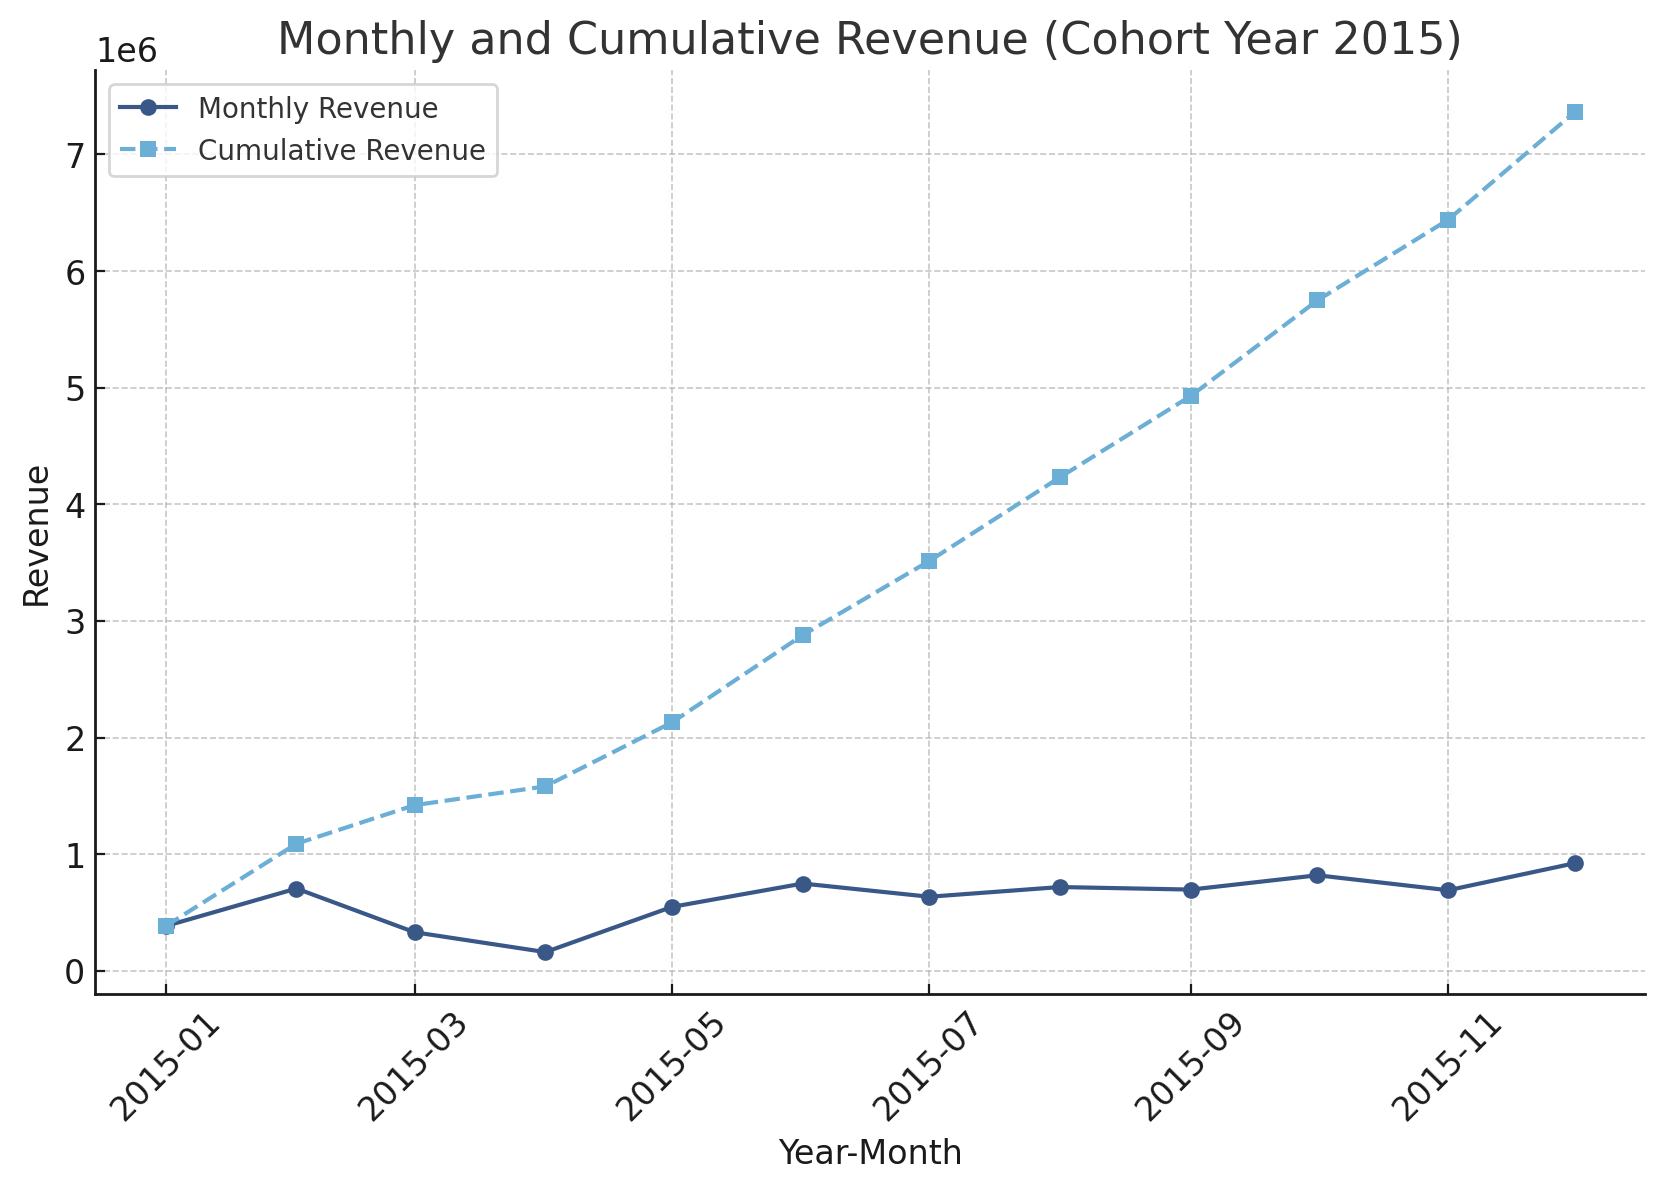 Monthly and Cumulative Revenue (Cohort Year 2015)
1e6
Monthly Revenue
Cumulative Revenue
7
6
5
4
3
2
1
0
Revenue
2015-01
2015-03
2015-05
2015-07
2015-09
2015-11
Year-Month